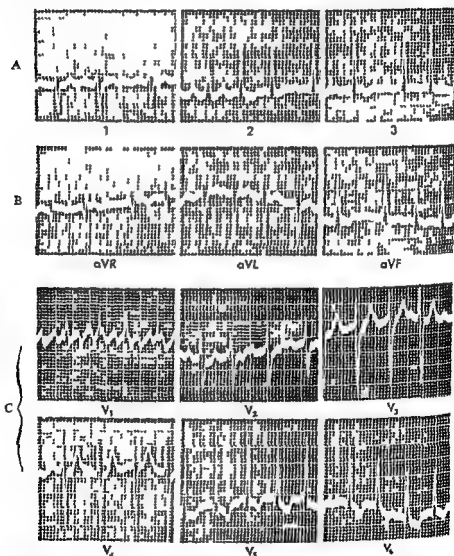 A
1 2 3
B
aVR aVL aVF
C
V₁ V₂ V₃
V₄ V₅ V₆